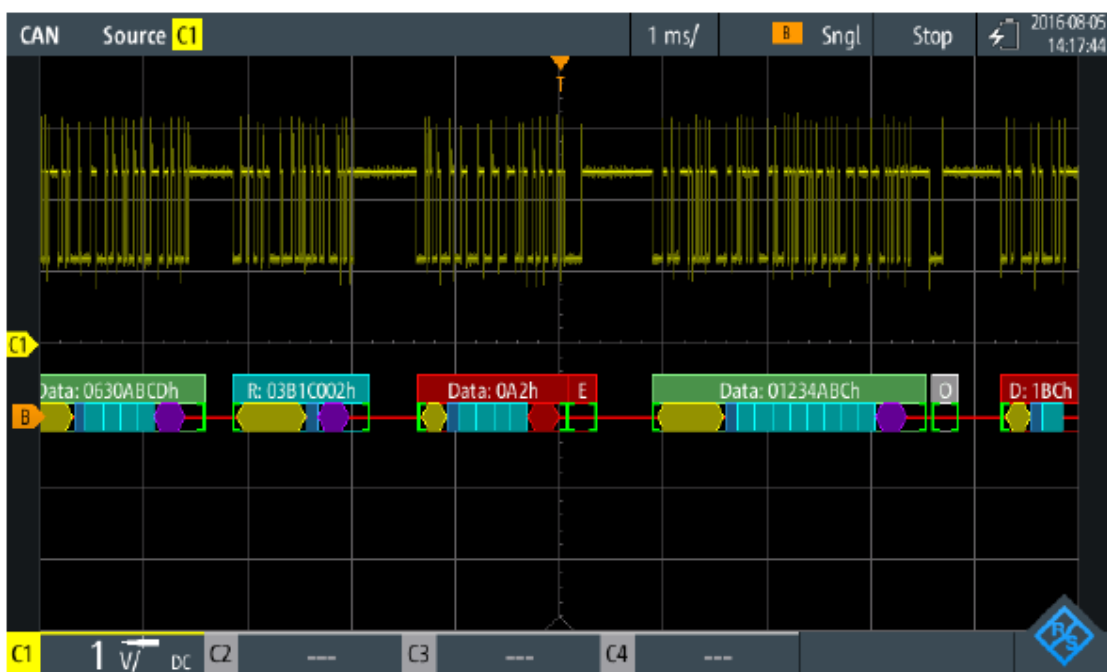 CAN Source C1 1 ms/ B Sngl Stop 2016-08-05
14:17:44
T
C1
Data: 0630ABCDh R: 03B1C002h Data: 0A2h E Data: 01234ABCh O D: 1BCh
B
C1 1 V/ DC C2 --- C3 --- C4 ---
R&S